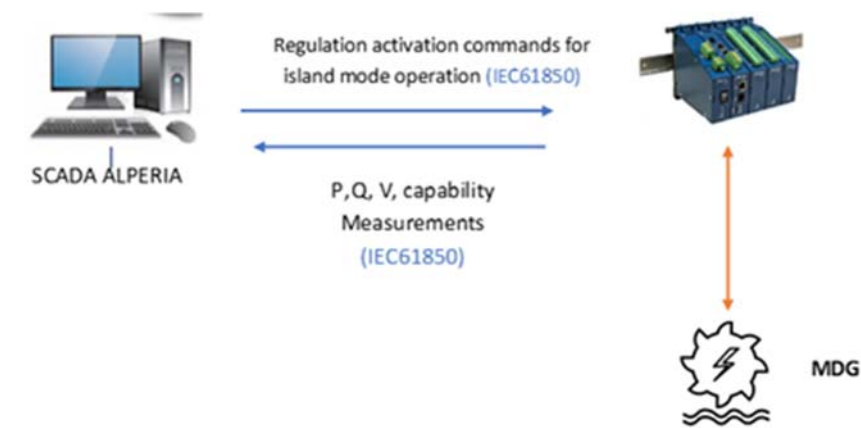 Regulation activation commands for
island mode operation (IEC61850)
SCADA ALPERIA
P,Q, V, capability
Measurements
(IEC61850)
MDG